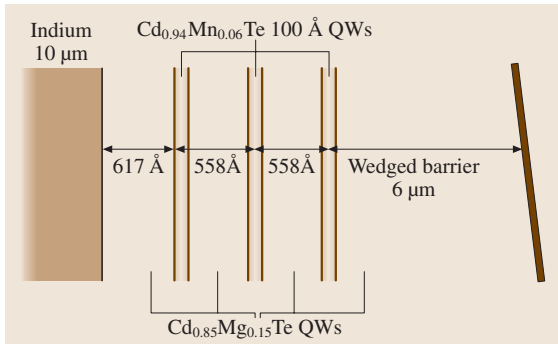 Indium
10 µm
Cd0.94Mn0.06Te 100 Å QWs
617 Å
558Å
558Å
Wedged barrier
6 µm
Cd0.85Mg0.15Te QWs